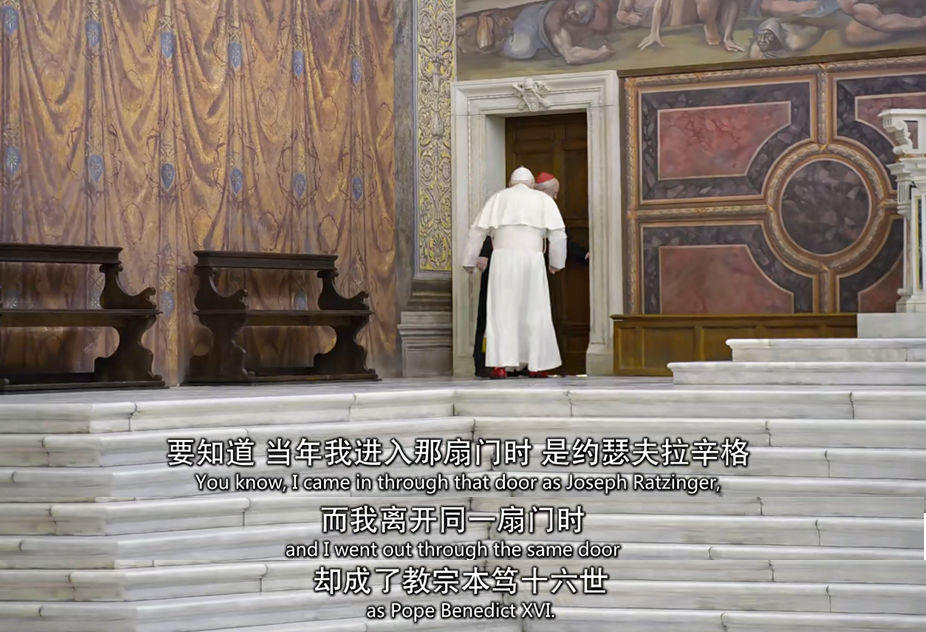 要知道 当年我进入那扇门时 是约瑟夫拉辛格
You know, I came in through that door as Joseph Ratzinger,
而我离开同一扇门时
and I went out through the same door
却成了教宗本笃十六世
as Pope Benedict XVI.